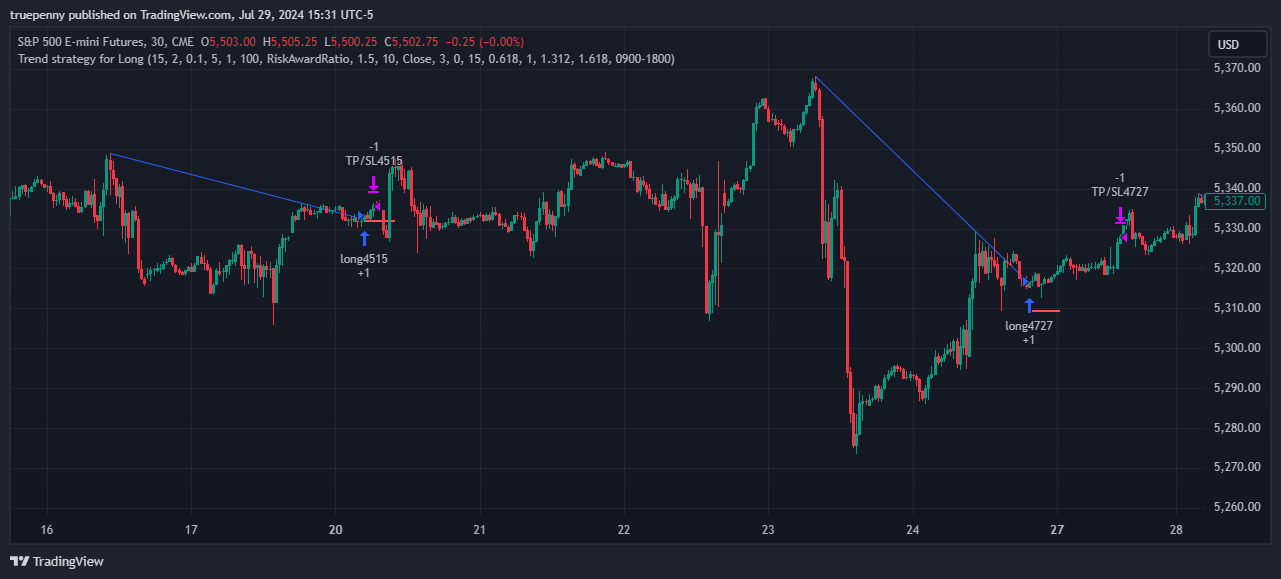 truepenny published on TradingView.com, Jul 29, 2024 15:31 UTC-5
S&P 500 E-mini Futures, 30, CME O5,503.00 H5,505.25 L5,500.25 C5,502.75 −0.25 (−0.00%)
Trend strategy for Long (15, 2, 0.1, 5, 1, 100, RiskAwardRatio, 1.5, 10, Close, 3, 0, 15, 0.618, 1, 1.312, 1.618, 0900-1800)
USD
5,370.00
5,360.00
5,350.00
5,340.00
5,337.00
5,330.00
5,320.00
5,310.00
5,300.00
5,290.00
5,280.00
5,270.00
5,260.00
-1
TP/SL4515
long4515
+1
-1
TP/SL4727
long4727
+1
16 17 20 21 22 23 24 27 28
TradingView